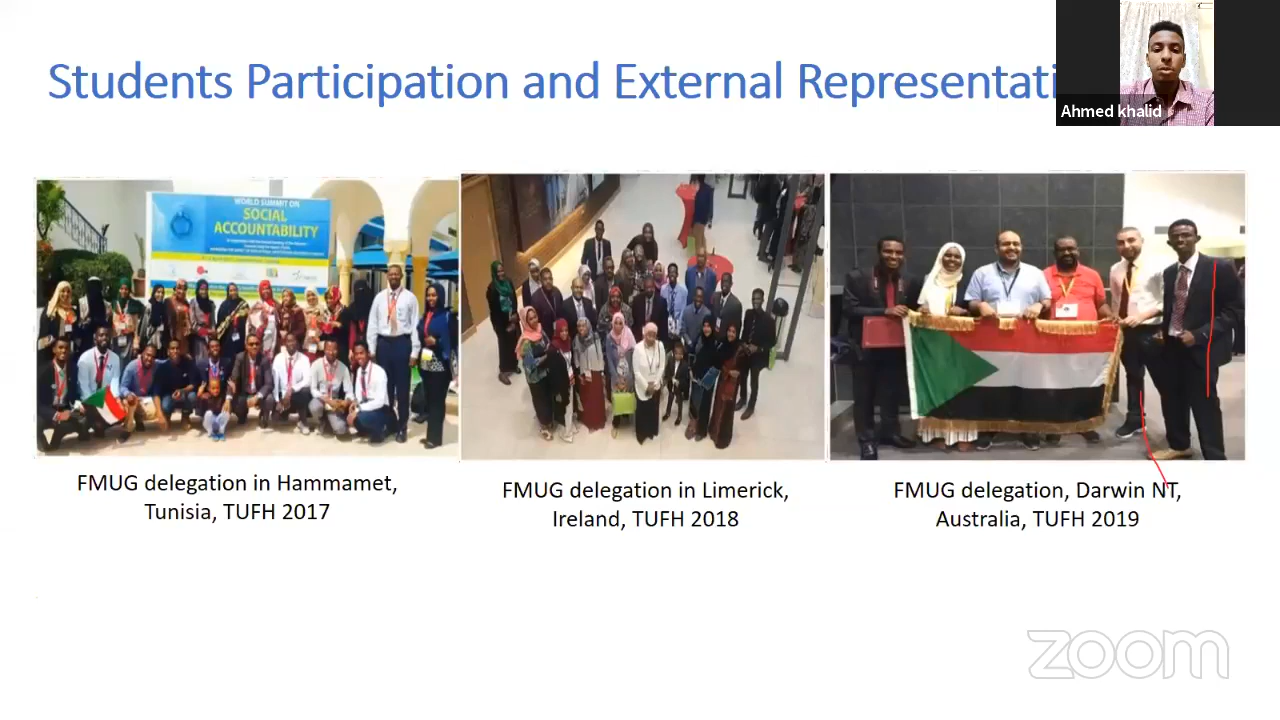 Students Participation and External Representati
Ahmed khalid
WORLD SUMMIT ON
SOCIAL
ACCOUNTABILITY
FMUG delegation in Hammamet,
Tunisia, TUFH 2017
FMUG delegation in Limerick,
Ireland, TUFH 2018
FMUG delegation, Darwin NT,
Australia, TUFH 2019
zoom